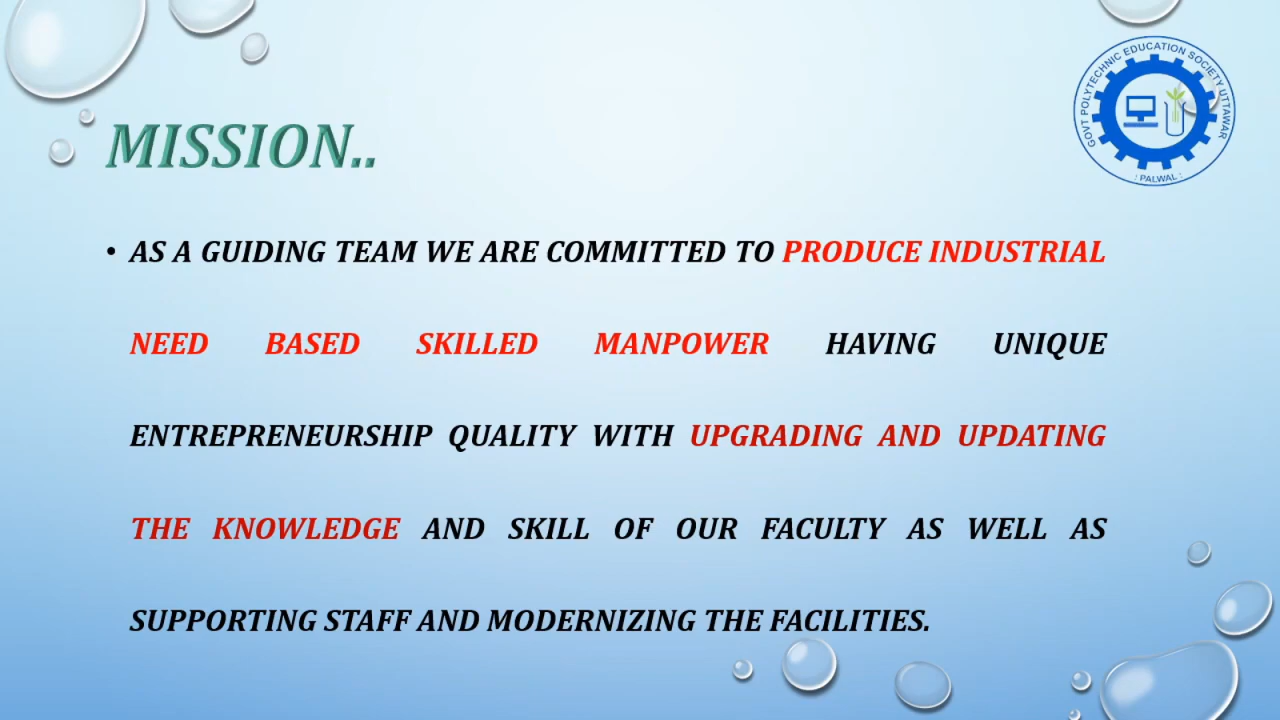 GOVT POLYTECHNIC EDUCATION SOCIETY UTTAWAR
: PALWAL :
MISSION..
• AS A GUIDING TEAM WE ARE COMMITTED TO PRODUCE INDUSTRIAL
NEED BASED SKILLED MANPOWER HAVING UNIQUE
ENTREPRENEURSHIP QUALITY WITH UPGRADING AND UPDATING
THE KNOWLEDGE AND SKILL OF OUR FACULTY AS WELL AS
SUPPORTING STAFF AND MODERNIZING THE FACILITIES.